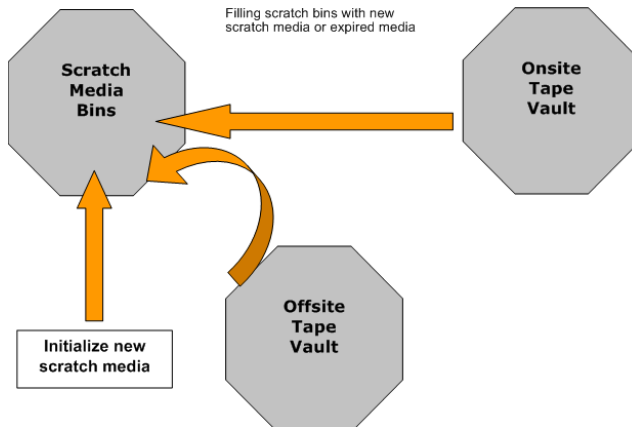 Filling scratch bins with new
scratch media or expired media
Scratch
Media
Bins
Onsite
Tape
Vault
Offsite
Tape
Vault
Initialize new
scratch media